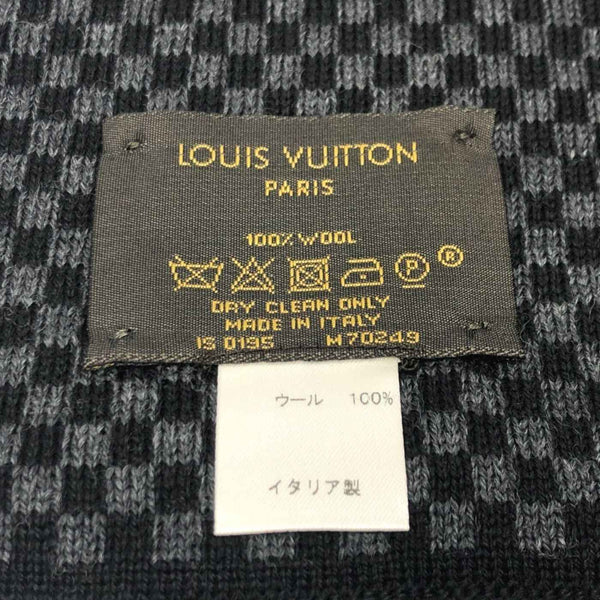 LOUIS VUITTON
PARIS
100% WOOL
P ®
DRY CLEAN ONLY
MADE IN ITALY
IS 0195 M70249
ウール 100%
イタリア製